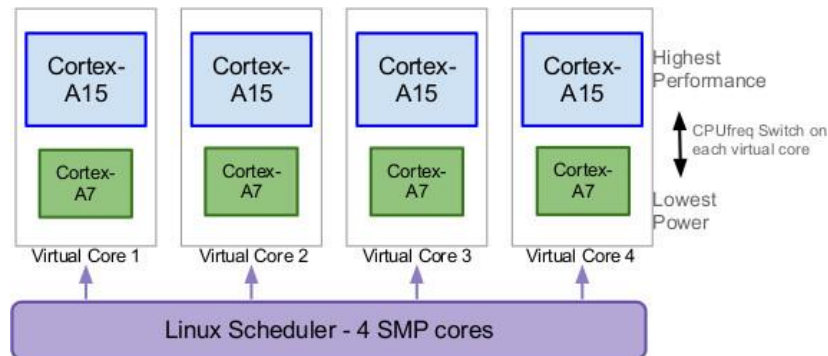 Cortex-
A15
Cortex-
A15
Cortex-
A15
Cortex-
A15
Highest
Performance
CPUfreq Switch on
each virtual core
Cortex-
A7
Cortex-
A7
Cortex-
A7
Cortex-
A7
Lowest
Power
Virtual Core 1
Virtual Core 2
Virtual Core 3
Virtual Core 4
Linux Scheduler - 4 SMP cores